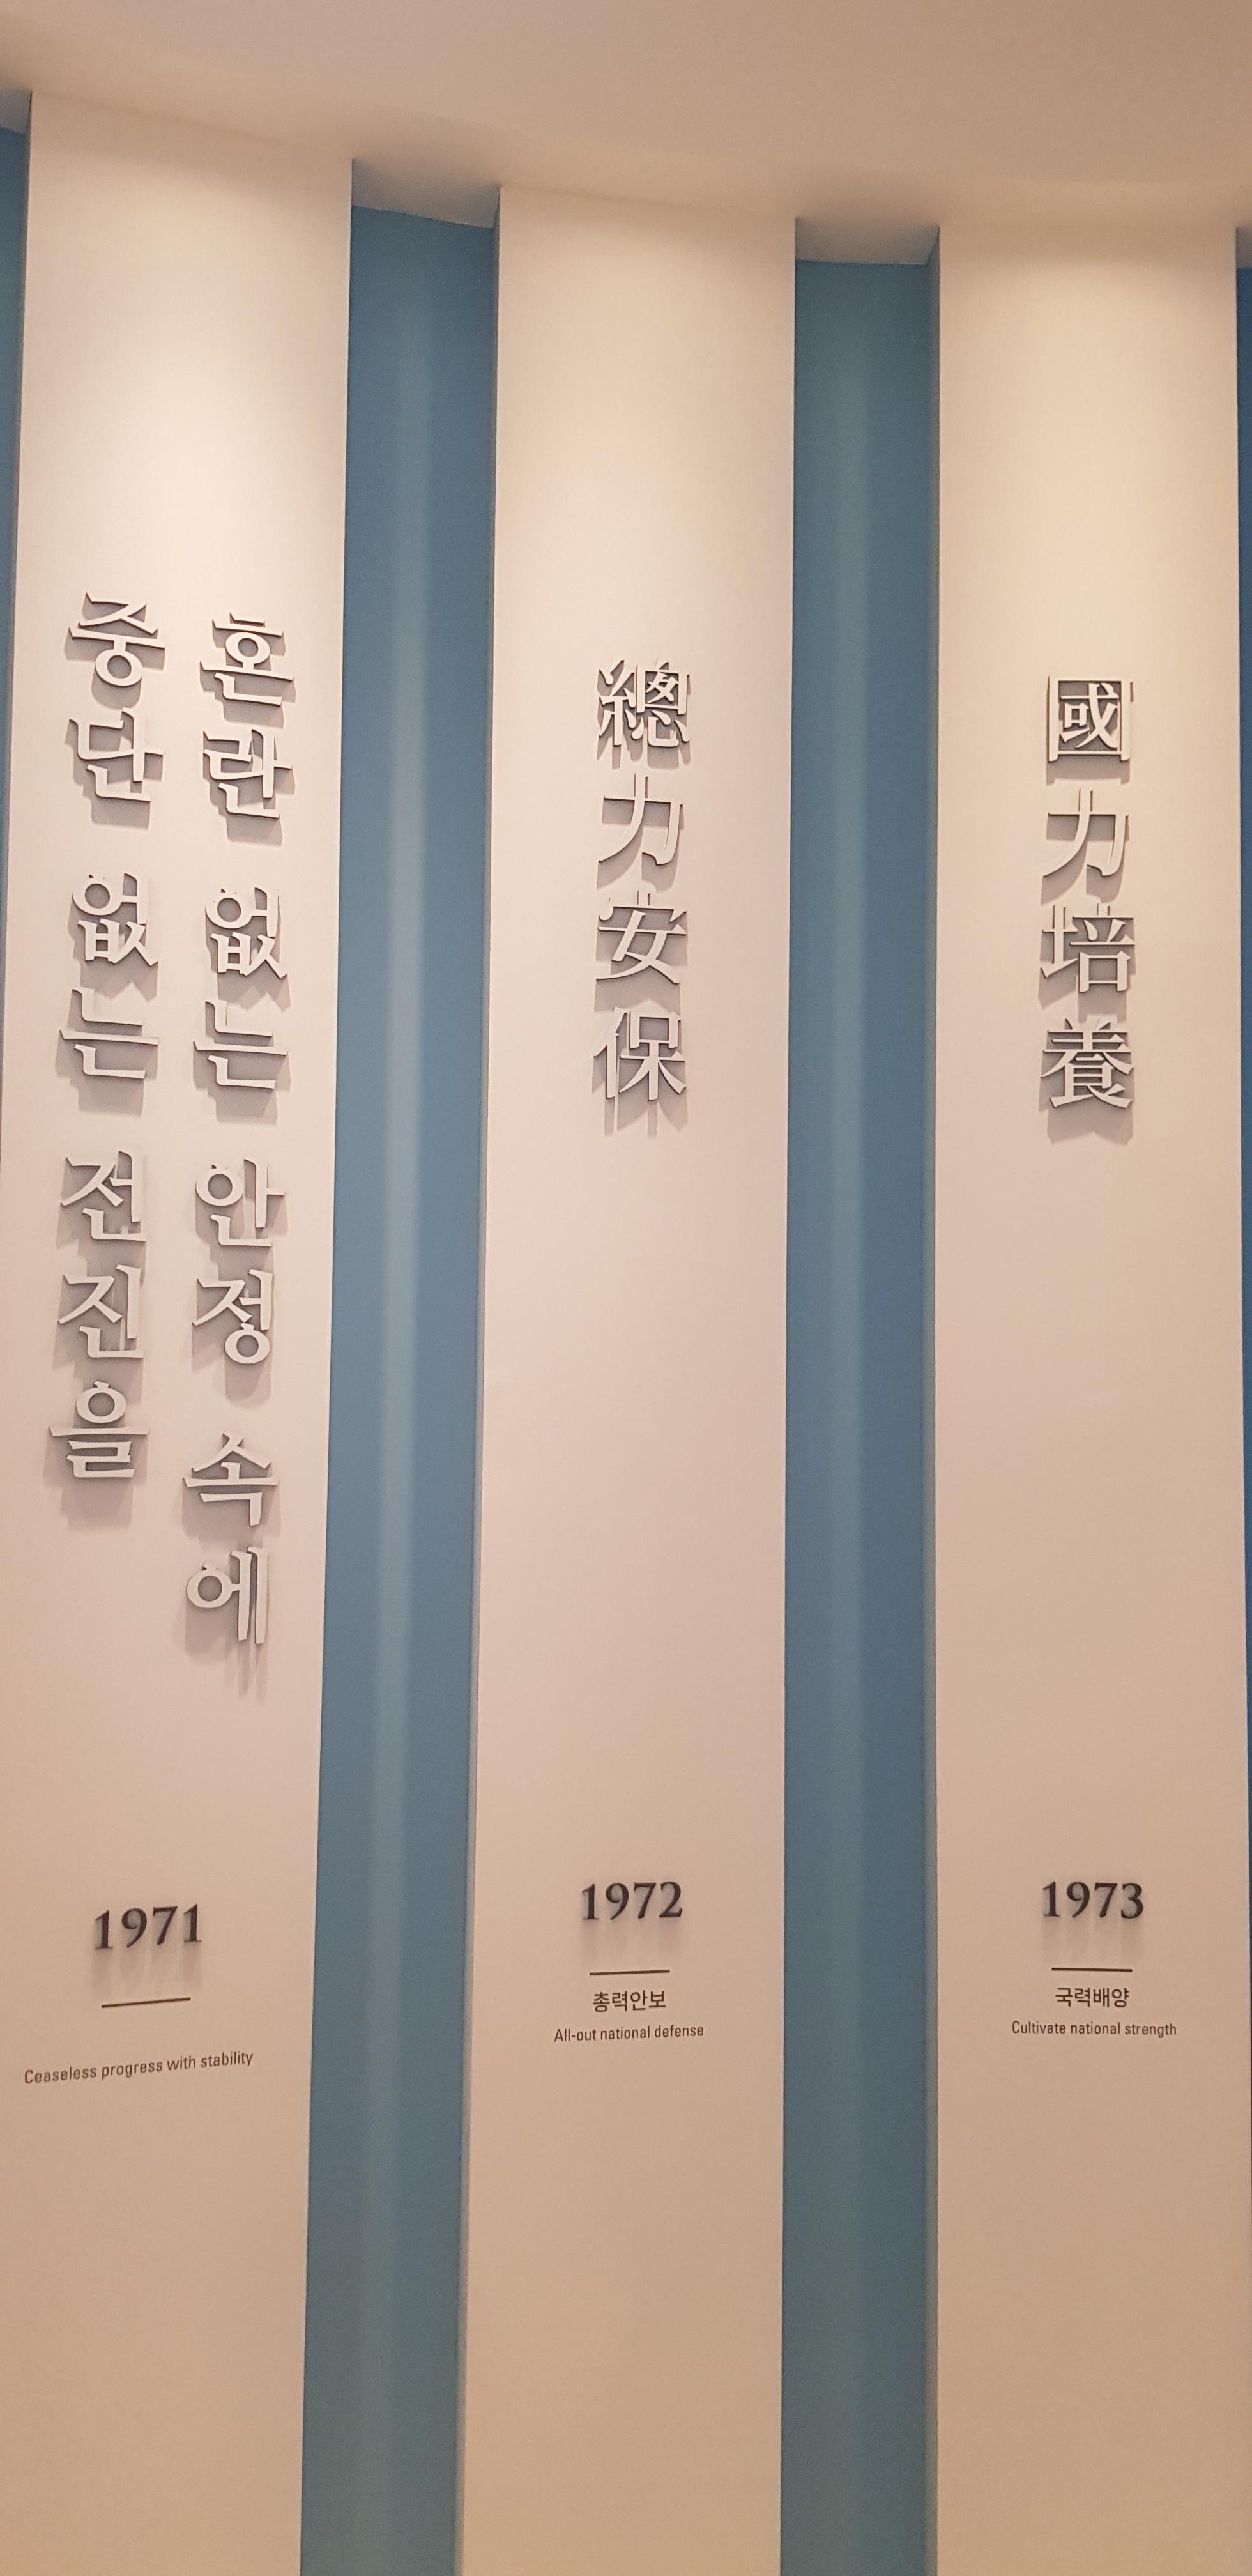 혼란 없는 안정 속에
중단 없는 전진을
1971
Ceaseless progress with stability
總力安保
1972
총력안보
All-out national defense
國力培養
1973
국력배양
Cultivate national strength